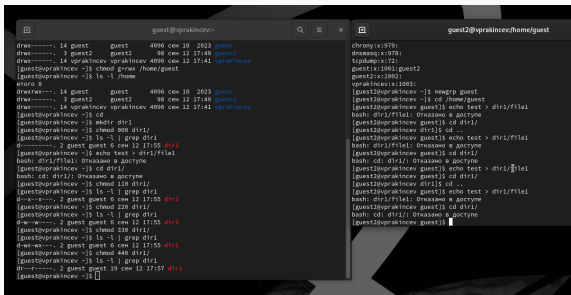 guest@vprakincev:~
drwx------. 14 guest guest 4096 сен 10 2023 guest
drwx------. 3 guest2 guest2 98 сен 12 17:49 guest2
drwx------. 14 vprakincev vprakincev 4096 сен 12 17:41 vprakincev
[guest@vprakincev ~]$ chmod g+rwx /home/guest
[guest@vprakincev ~]$ ls -l /home
итого 8
drwxrwx---. 14 guest guest 4096 сен 10 2023 guest
drwx------. 3 guest2 guest2 98 сен 12 17:49 guest2
drwx------. 14 vprakincev vprakincev 4096 сен 12 17:41 vprakincev
[guest@vprakincev ~]$ cd
[guest@vprakincev ~]$ mkdir dir1
[guest@vprakincev ~]$ chmod 000 dir1/
[guest@vprakincev ~]$ ls -l | grep dir1
d---------. 2 guest guest 6 сен 12 17:55 dir1
[guest@vprakincev ~]$ echo test > dir1/file1
bash: dir1/file1: Отказано в доступе
[guest@vprakincev ~]$ cd dir1/
bash: cd: dir1/: Отказано в доступе
[guest@vprakincev ~]$ chmod 110 dir1/
[guest@vprakincev ~]$ ls -l | grep dir1
d--x--x---. 2 guest guest 6 сен 12 17:55 dir1
[guest@vprakincev ~]$ chmod 220 dir1/
[guest@vprakincev ~]$ ls -l | grep dir1
d-w--w----. 2 guest guest 6 сен 12 17:55 dir1
[guest@vprakincev ~]$ chmod 330 dir1/
[guest@vprakincev ~]$ ls -l | grep dir1
d-wx-wx---. 2 guest guest 6 сен 12 17:55 dir1
[guest@vprakincev ~]$ chmod 440 dir1/
[guest@vprakincev ~]$ ls -l | grep dir1
dr--r-----. 2 guest guest 19 сен 12 17:57 dir1
[guest@vprakincev ~]$
guest2@vprakincev:/home/guest
chrony:x:979:
dnsmasq:x:978:
tcpdump:x:72:
guest:x:1001:guest2
guest2:x:1002:
vprakincev:x:1003:
[guest2@vprakincev ~]$ newgrp guest
[guest2@vprakincev ~]$ cd /home/guest
[guest2@vprakincev guest]$ echo test > dir1/file1
bash: dir1/file1: Отказано в доступе
[guest2@vprakincev guest]$ cd dir1/
[guest2@vprakincev dir1]$ cd ..
[guest2@vprakincev guest]$ echo test > dir1/file1
bash: dir1/file1: Отказано в доступе
[guest2@vprakincev guest]$ cd dir1/
bash: cd: dir1/: Отказано в доступе
[guest2@vprakincev guest]$ echo test > dir1/file1
[guest2@vprakincev guest]$ cd dir1/
[guest2@vprakincev dir1]$ cd ..
[guest2@vprakincev guest]$ echo test > dir1/file1
bash: dir1/file1: Отказано в доступе
[guest2@vprakincev guest]$ cd dir1/
bash: cd: dir1/: Отказано в доступе
[guest2@vprakincev guest]$